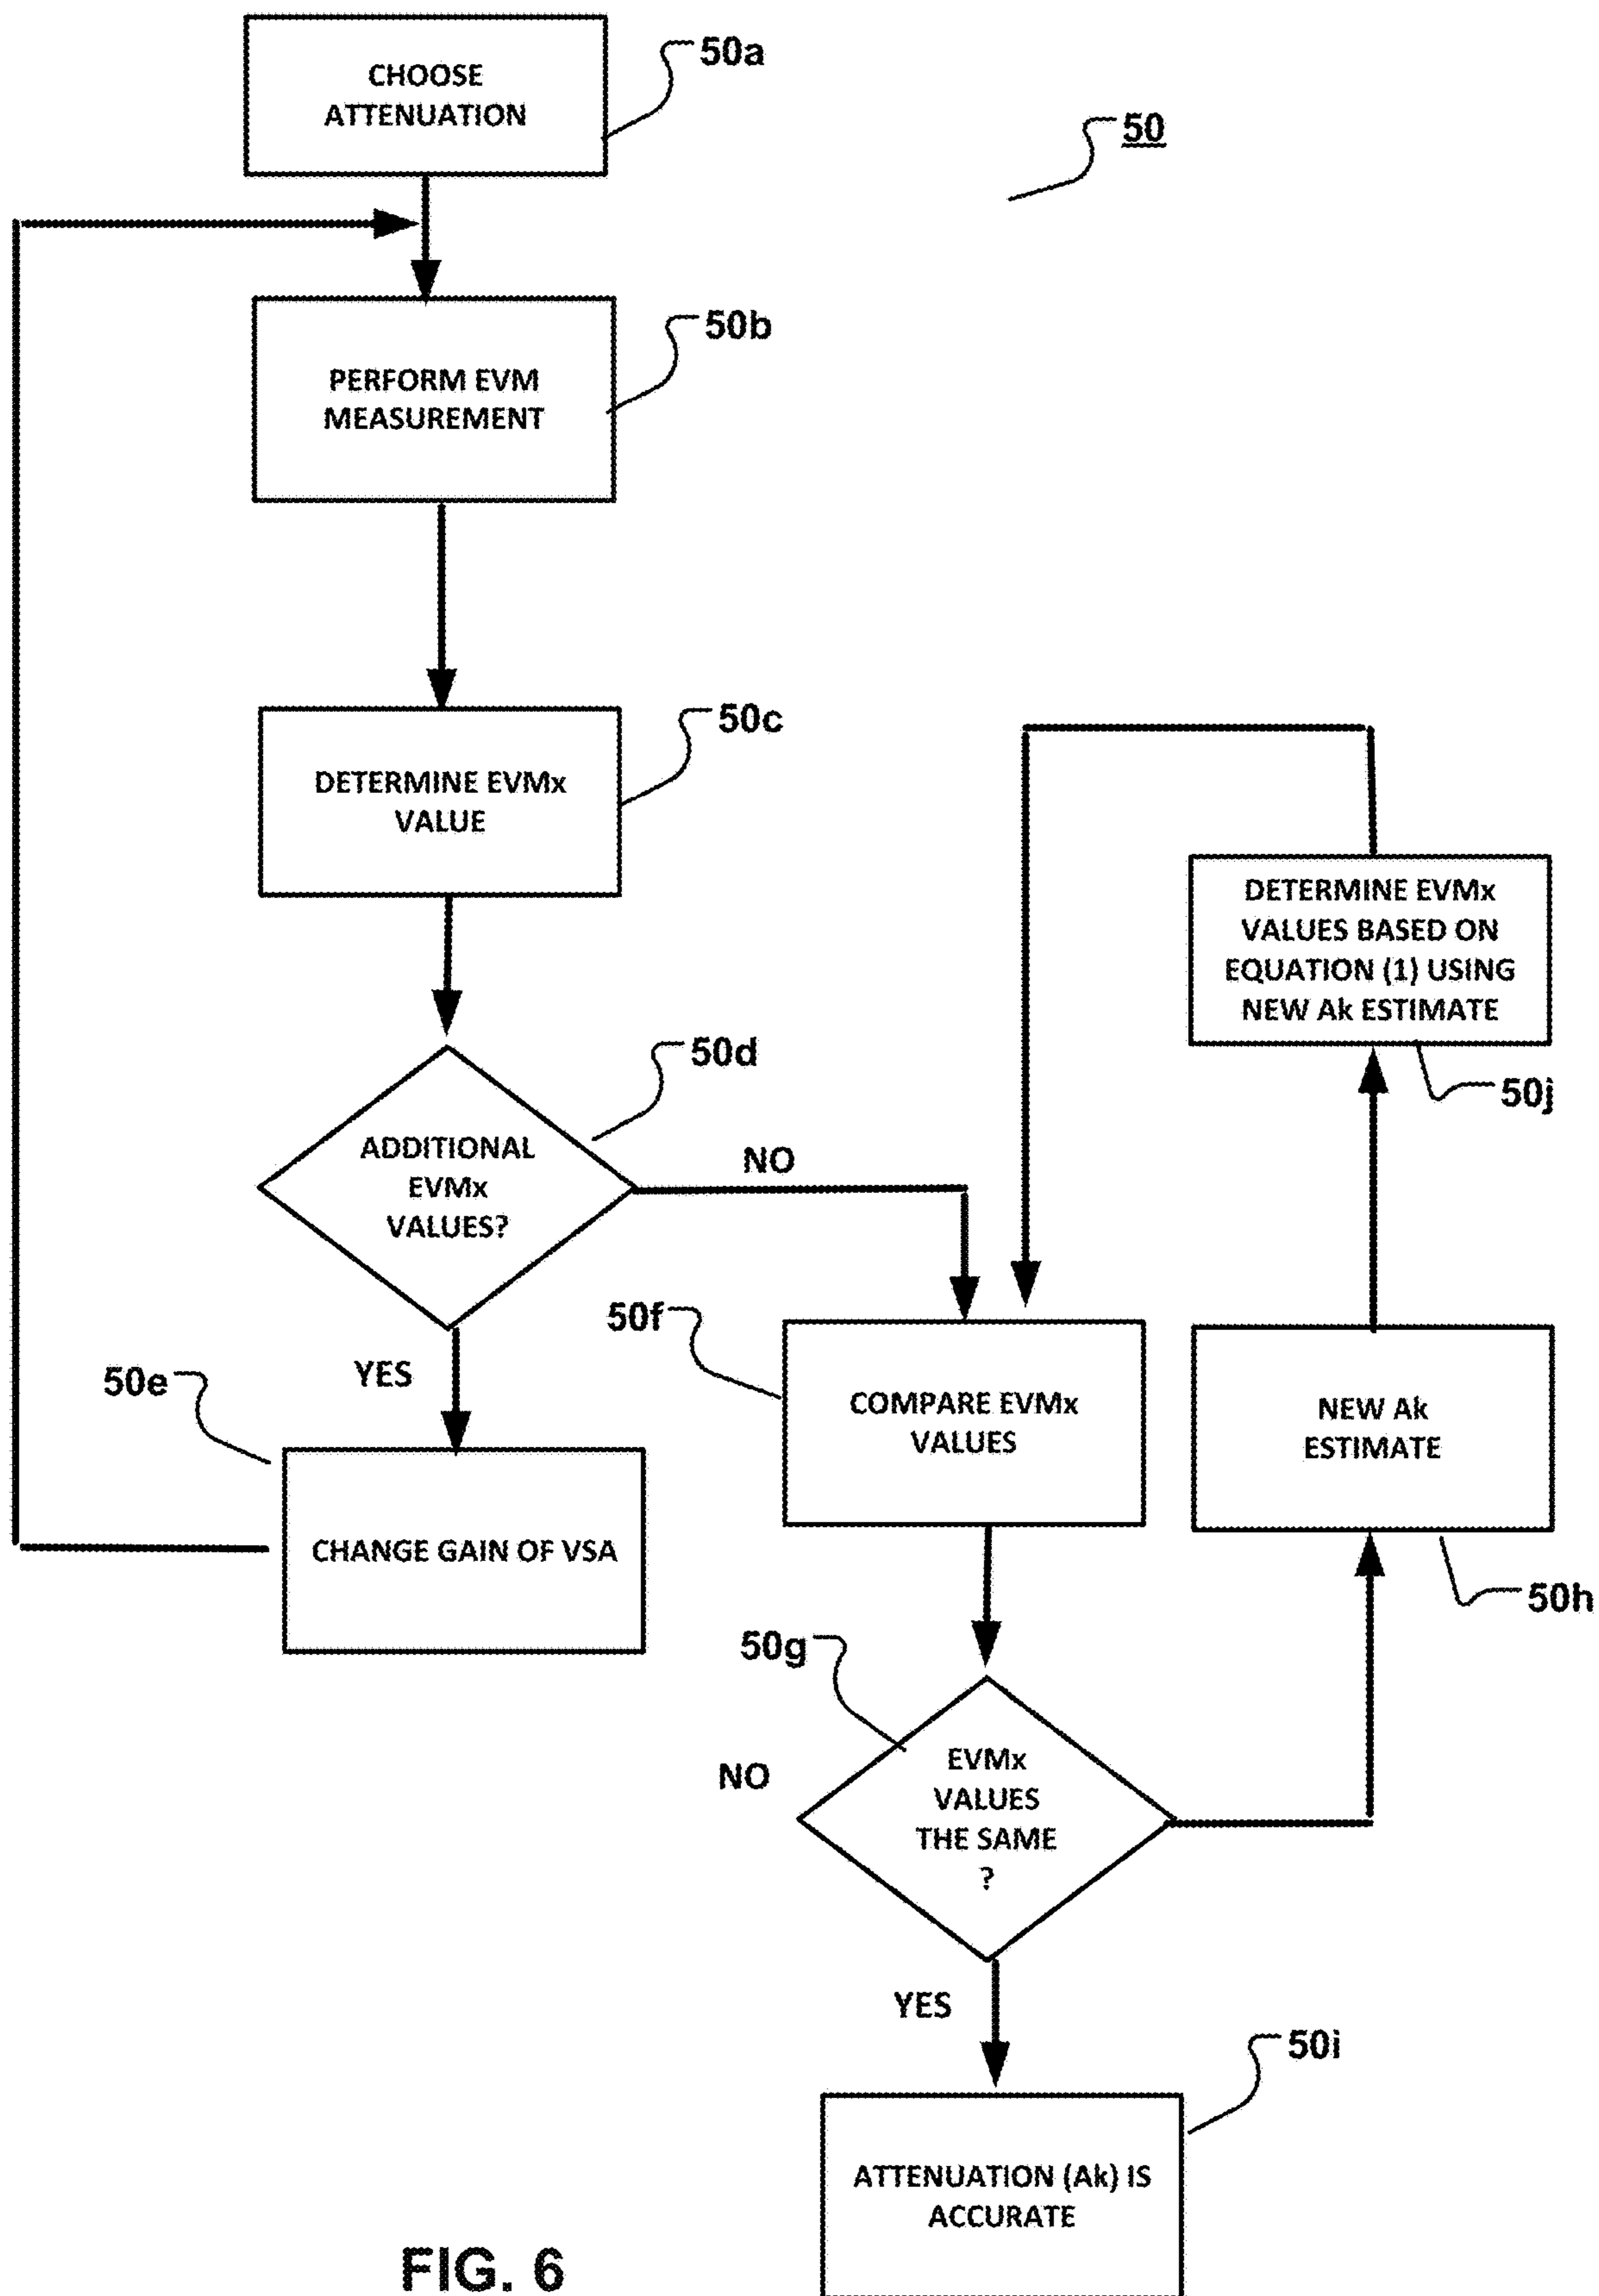 CHOOSE
ATTENUATION
50a
50
PERFORM EVM
MEASUREMENT
50b
DETERMINE EVMx
VALUE
50c
DETERMINE EVMx
VALUES BASED ON
EQUATION (1) USING
NEW Ak ESTIMATE
50j
ADDITIONAL
EVMx
VALUES?
50d
NO
YES
50e
CHANGE GAIN OF VSA
50f
COMPARE EVMx
VALUES
NEW Ak
ESTIMATE
50h
50g
NO
EVMx
VALUES
THE SAME
?
YES
50i
ATTENUATION (Ak) IS
ACCURATE
FIG. 6